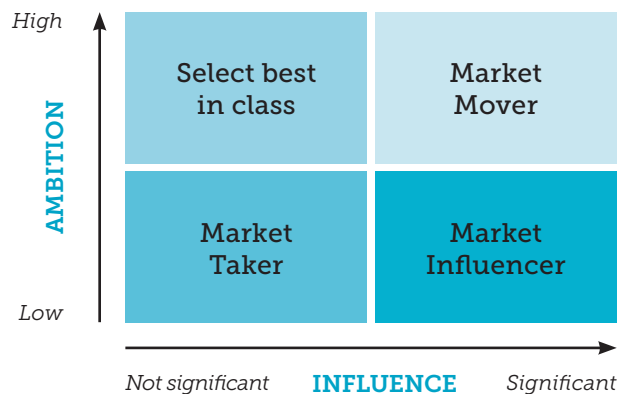 High
Select best
in class
Market
Mover
AMBITION
Market
Taker
Market
Influencer
Low
Not significant
INFLUENCE
Significant